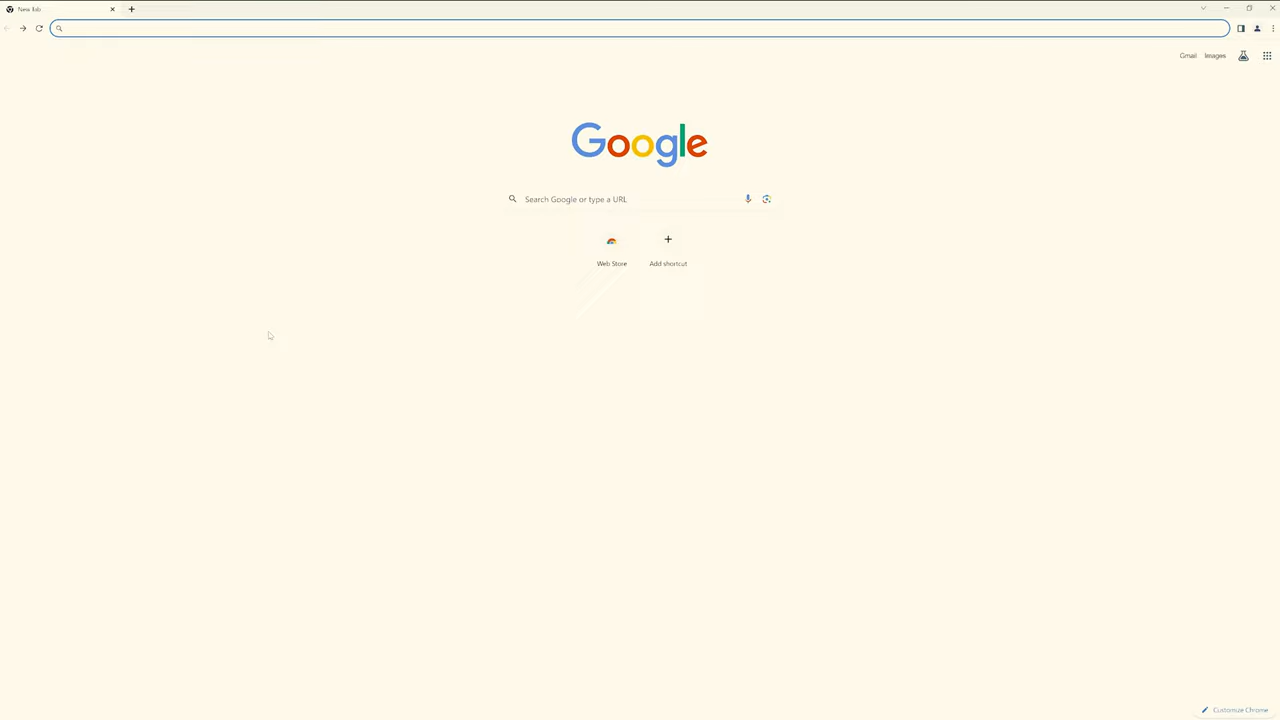 New Tab
Gmail Images
Google
Search Google or type a URL
Web Store Add shortcut
Customize Chrome